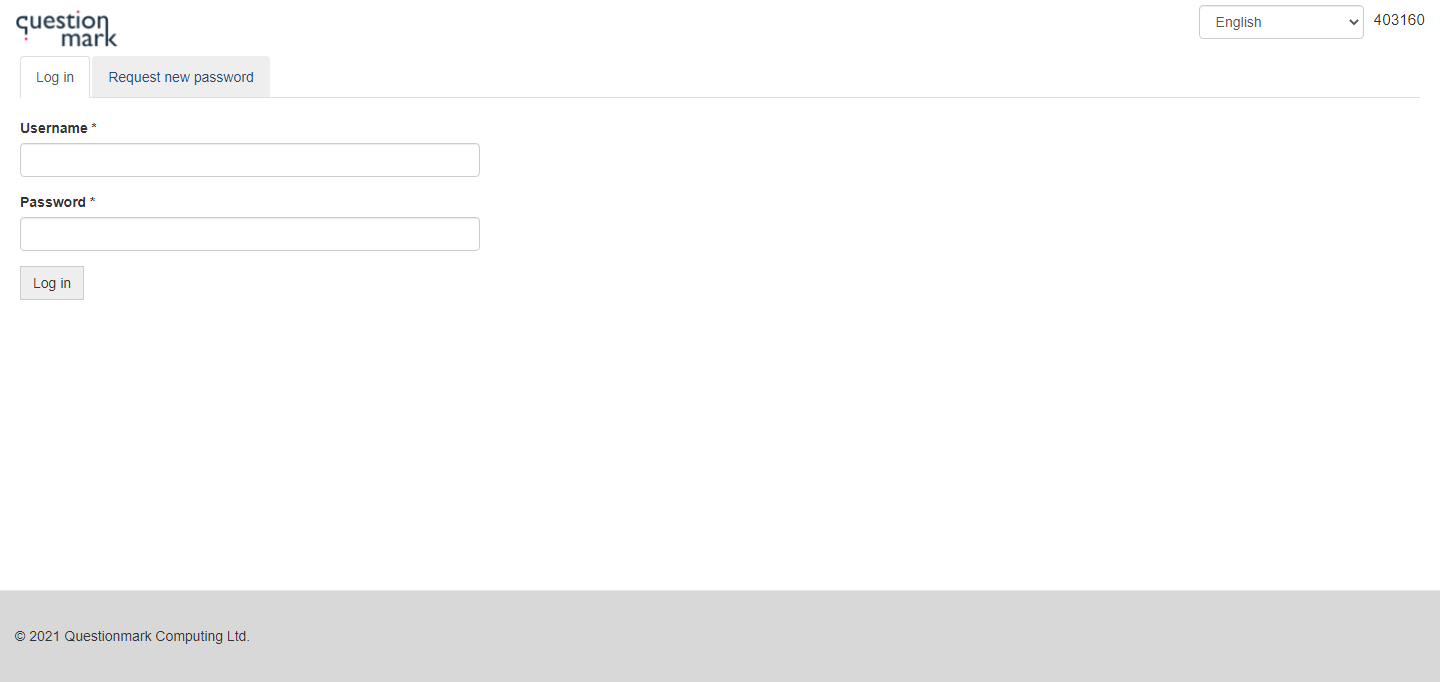 question
mark
English
403160
Log in
Request new password
Username *
Password *
Log in
© 2021 Questionmark Computing Ltd.